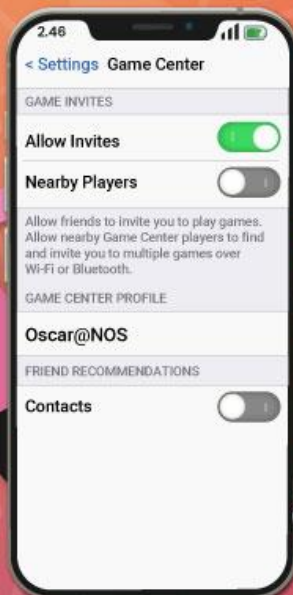 2.46
< Settings Game Center
GAME INVITES
Allow Invites
Nearby Players
Allow friends to invite you to play games.
Allow nearby Game Center players to find
and invite you to multiple games over
Wi-Fi or Bluetooth.
GAME CENTER PROFILE
Oscar@NOS
FRIEND RECOMMENDATIONS
Contacts